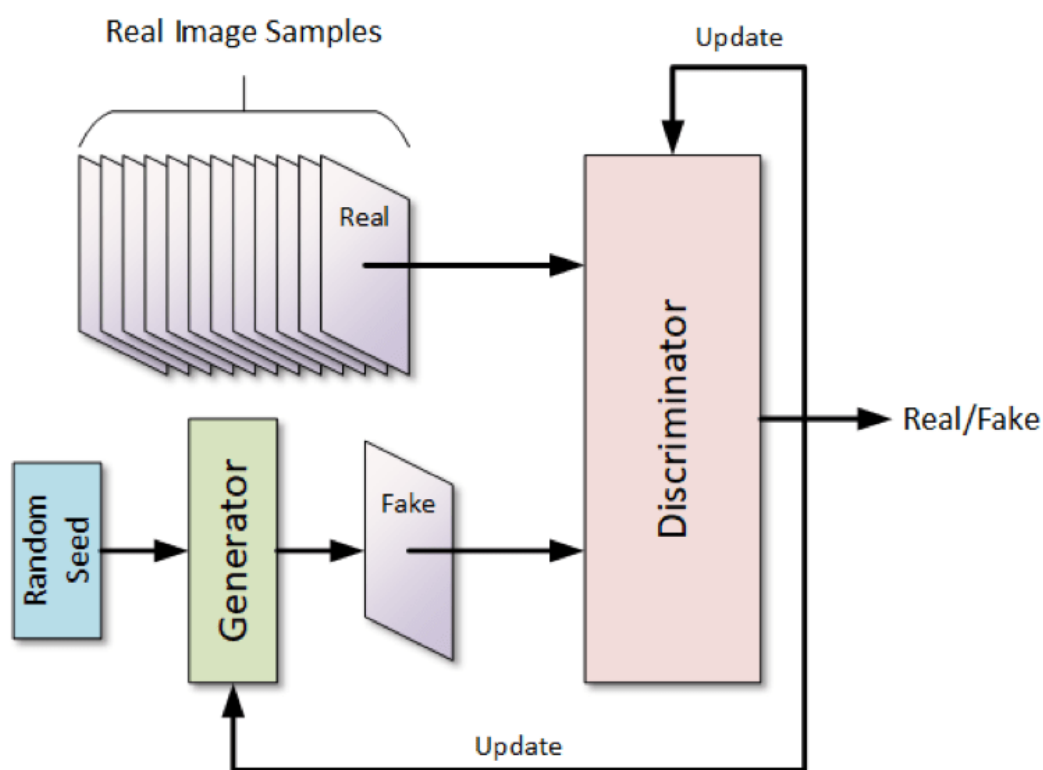 Real Image Samples
Update
Real
Discriminator
Real/Fake
Random
Seed
Generator
Fake
Update